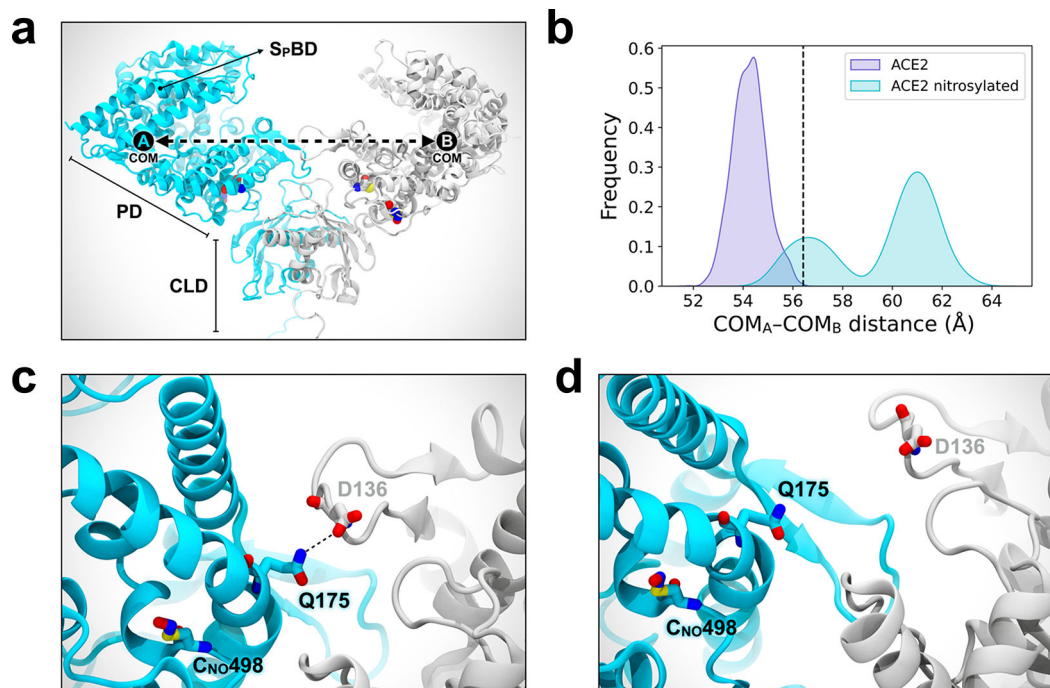 a
SPBD
A
COM
B
COM
PD
CLD
b
ACE2
ACE2 nitrosylated
Frequency
0.6
0.5
0.4
0.3
0.2
0.1
0.0
52 54 56 58 60 62 64
COMA–COMB distance (Å)
c
D136
Q175
CNO498
d
D136
Q175
CNO498